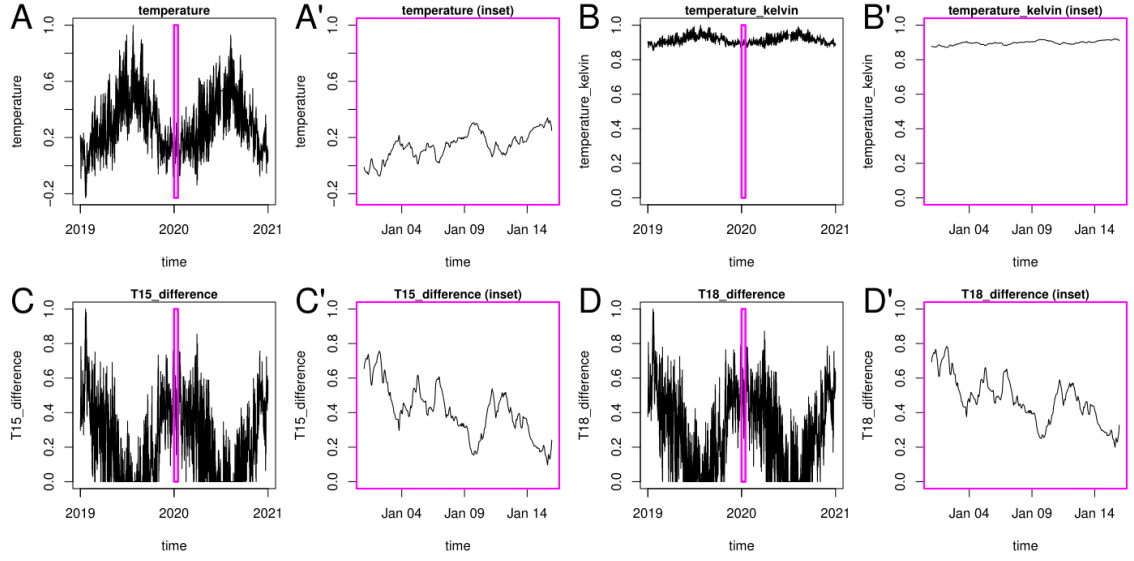 A
temperature
temperature
1.0
0.6
0.2
−0.2
2019
2020
2021
time
A'
temperature (inset)
temperature
1.0
0.6
0.2
−0.2
Jan 04
Jan 09
Jan 14
time
B
temperature_kelvin
temperature_kelvin
1.0
0.8
0.6
0.4
0.2
0.0
2019
2020
2021
time
B'
temperature_kelvin (inset)
temperature_kelvin
1.0
0.8
0.6
0.4
0.2
0.0
Jan 04
Jan 09
Jan 14
time
C
T15_difference
T15_difference
1.0
0.8
0.6
0.4
0.2
0.0
2019
2020
2021
time
C'
T15_difference (inset)
T15_difference
1.0
0.8
0.6
0.4
0.2
0.0
Jan 04
Jan 09
Jan 14
time
D
T18_difference
T18_difference
1.0
0.8
0.6
0.4
0.2
0.0
2019
2020
2021
time
D'
T18_difference (inset)
T18_difference
1.0
0.8
0.6
0.4
0.2
0.0
Jan 04
Jan 09
Jan 14
time